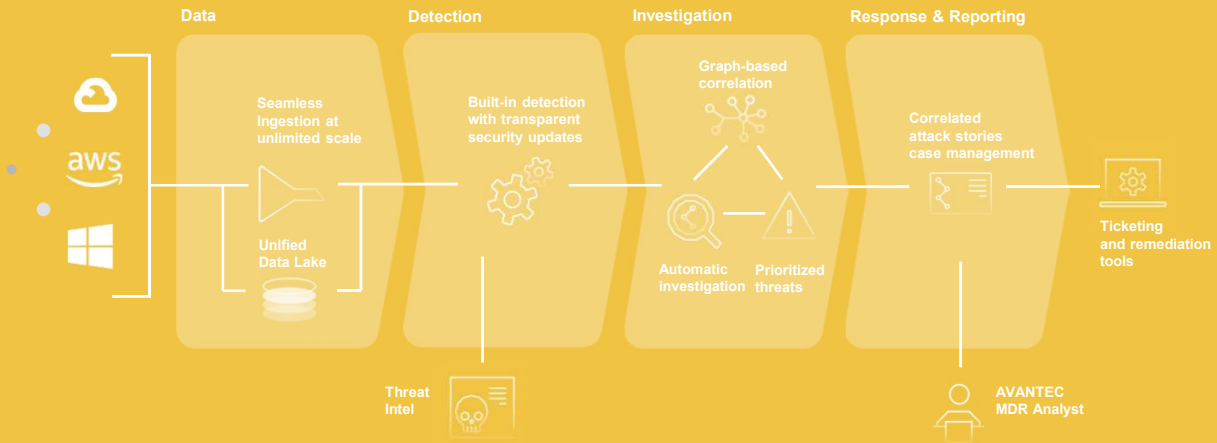 Data
Detection
Investigation
Response & Reporting
aws
Seamless
Ingestion at
unlimited scale
Unified
Data Lake
Built-in detection
with transparent
security updates
Graph-based
correlation
Automatic
investigation
Prioritized
threats
Correlated
attack stories
case management
Ticketing
and remediation
tools
Threat
Intel
AVANTEC
MDR Analyst